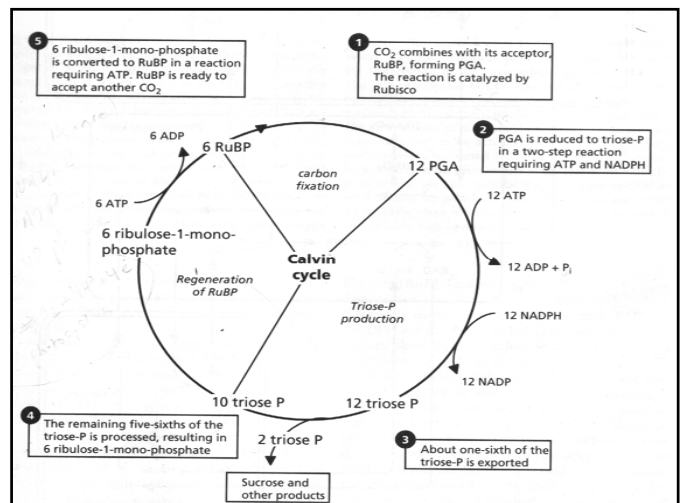 5
6 ribulose-1-mono-phosphate
is converted to RuBP in a reaction
requiring ATP. RuBP is ready to
accept another CO₂
1
CO₂ combines with its acceptor,
RuBP, forming PGA.
The reaction is catalyzed by
Rubisco
2
PGA is reduced to triose-P
in a two-step reaction
requiring ATP and NADPH
6 ADP
6 RuBP
12 PGA
carbon
fixation
6 ATP
12 ATP
6 ribulose-1-mono-
phosphate
Calvin
cycle
12 ADP + Pᵢ
Regeneration
of RuBP
Triose-P
production
12 NADPH
12 NADP
10 triose P
12 triose P
4
The remaining five-sixths of the
triose-P is processed, resulting in
6 ribulose-1-mono-phosphate
2 triose P
3
About one-sixth of the
triose-P is exported
Sucrose and
other products